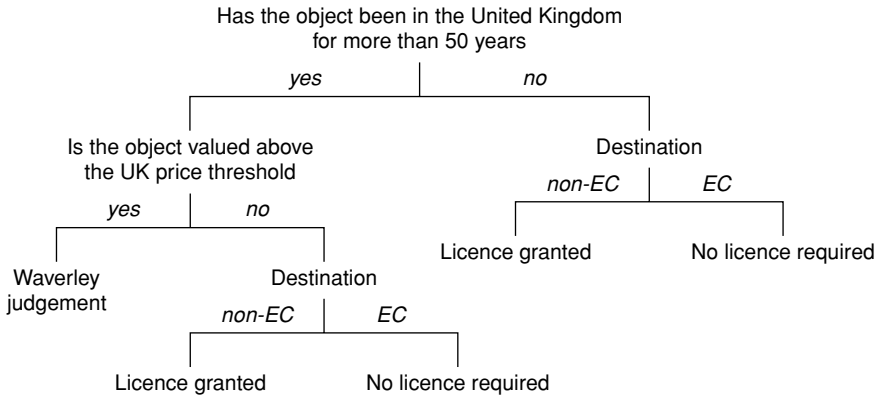 Has the object been in the United Kingdom
for more than 50 years
yes
no
Is the object valued above
the UK price threshold
Destination
yes
no
non-EC
EC
Waverley
judgement
Destination
Licence granted
No licence required
non-EC
EC
Licence granted
No licence required